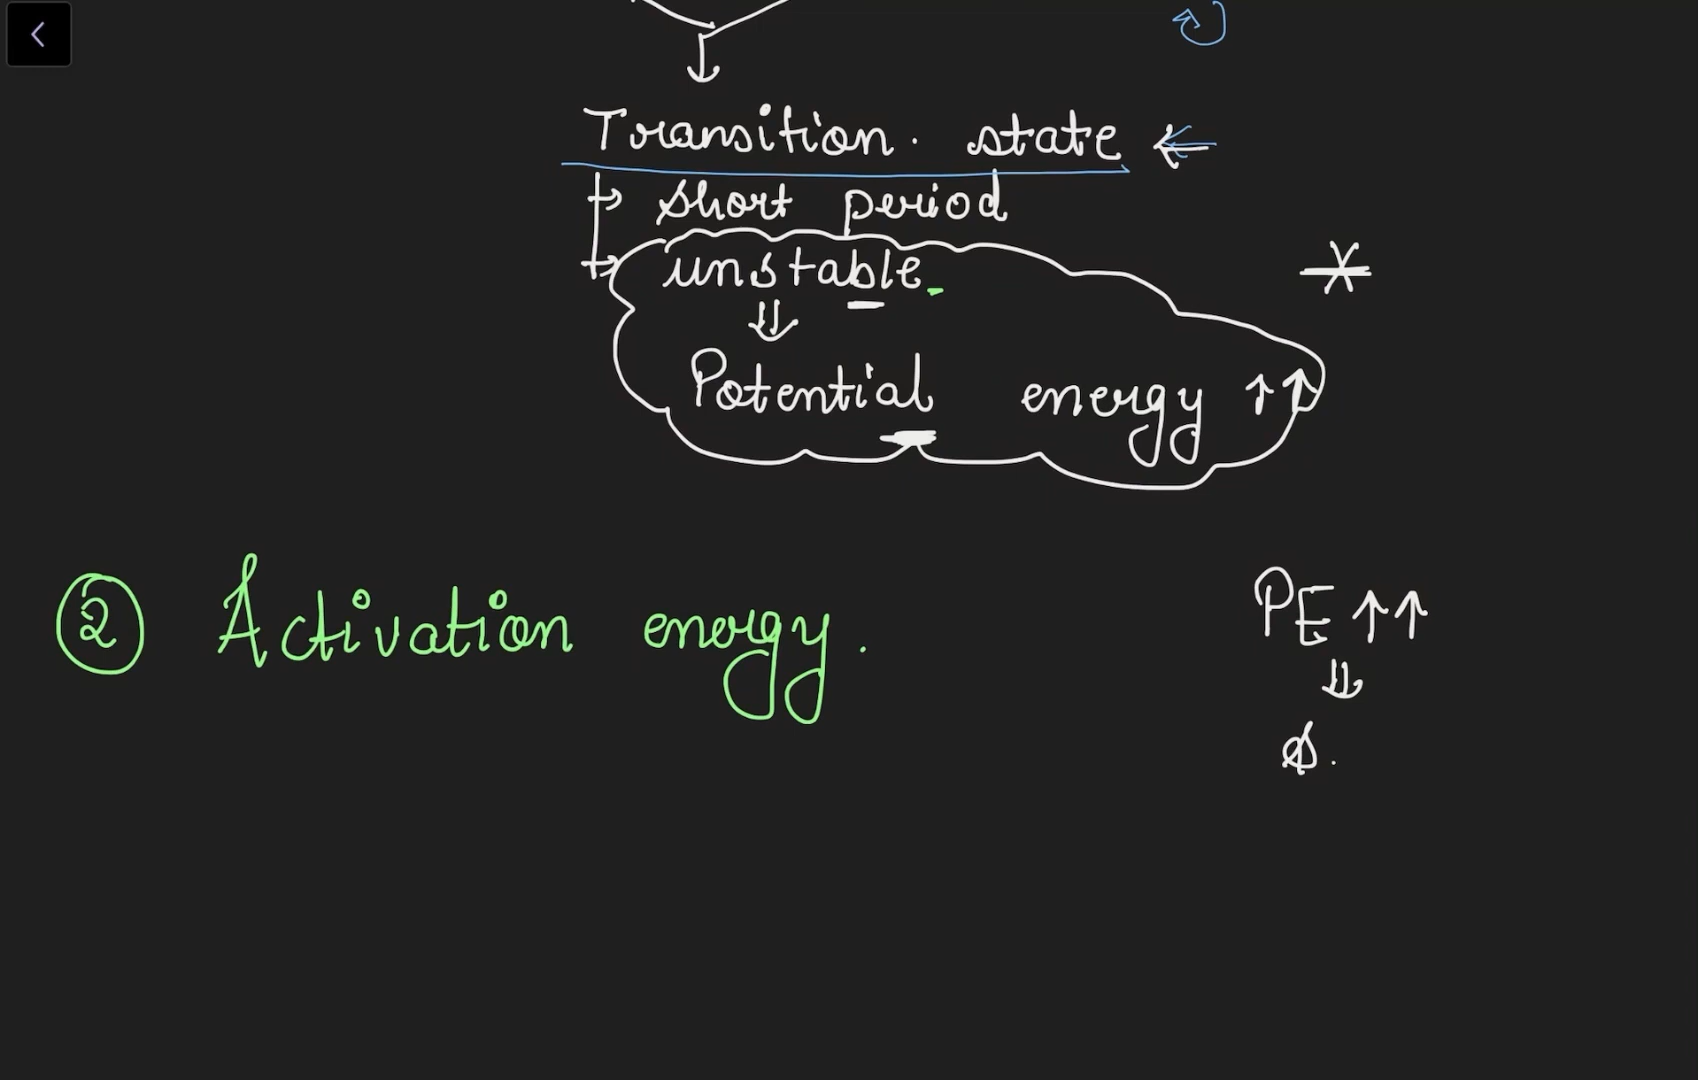 Transition. state
short period
unstable.
Potential energy ↑↑
② Activation energy.
PE ↑↑